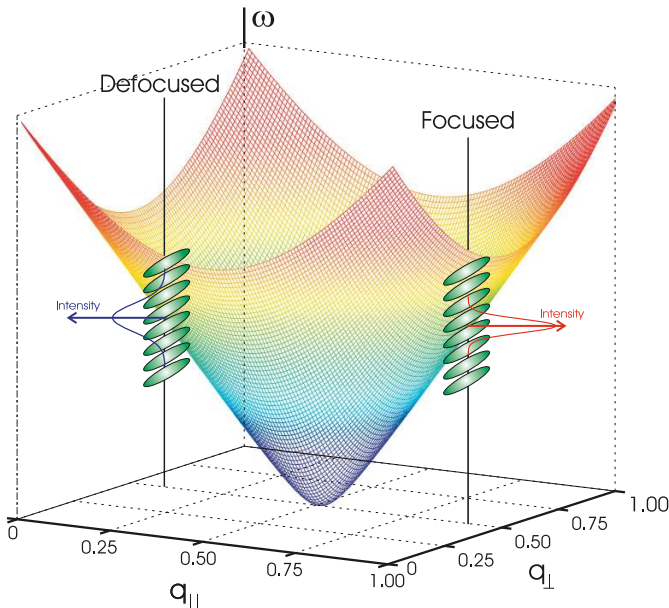 ω
Defocused
Focused
Intensity
Intensity
0
0.25
0.50
0.75
1.00
q||
0
0.25
0.50
0.75
1.00
q⊥